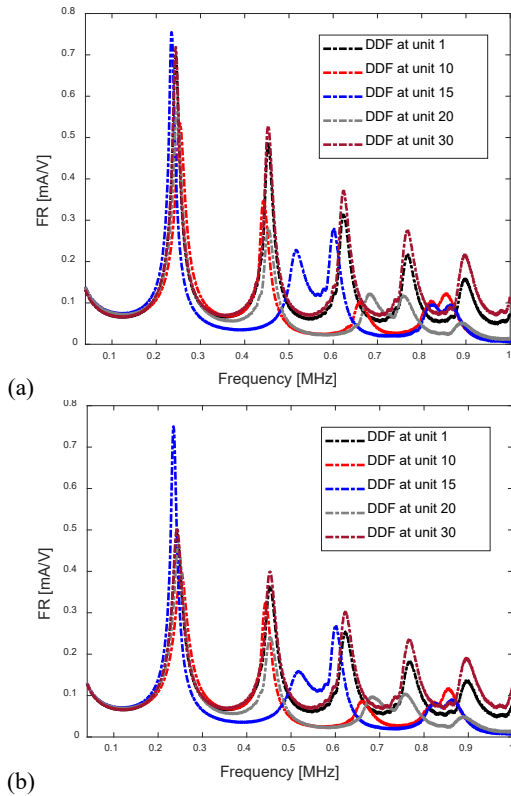 0.8
0.7
0.6
0.5
0.4
0.3
0.2
0.1
0
FR [mA/V]
DDF at unit 1
DDF at unit 10
DDF at unit 15
DDF at unit 20
DDF at unit 30
0.1 0.2 0.3 0.4 0.5 0.6 0.7 0.8 0.9 1
Frequency [MHz]
(a)
0.8
0.7
0.6
0.5
0.4
0.3
0.2
0.1
0
FR [mA/V]
DDF at unit 1
DDF at unit 10
DDF at unit 15
DDF at unit 20
DDF at unit 30
0.1 0.2 0.3 0.4 0.5 0.6 0.7 0.8 0.9 1
Frequency [MHz]
(b)